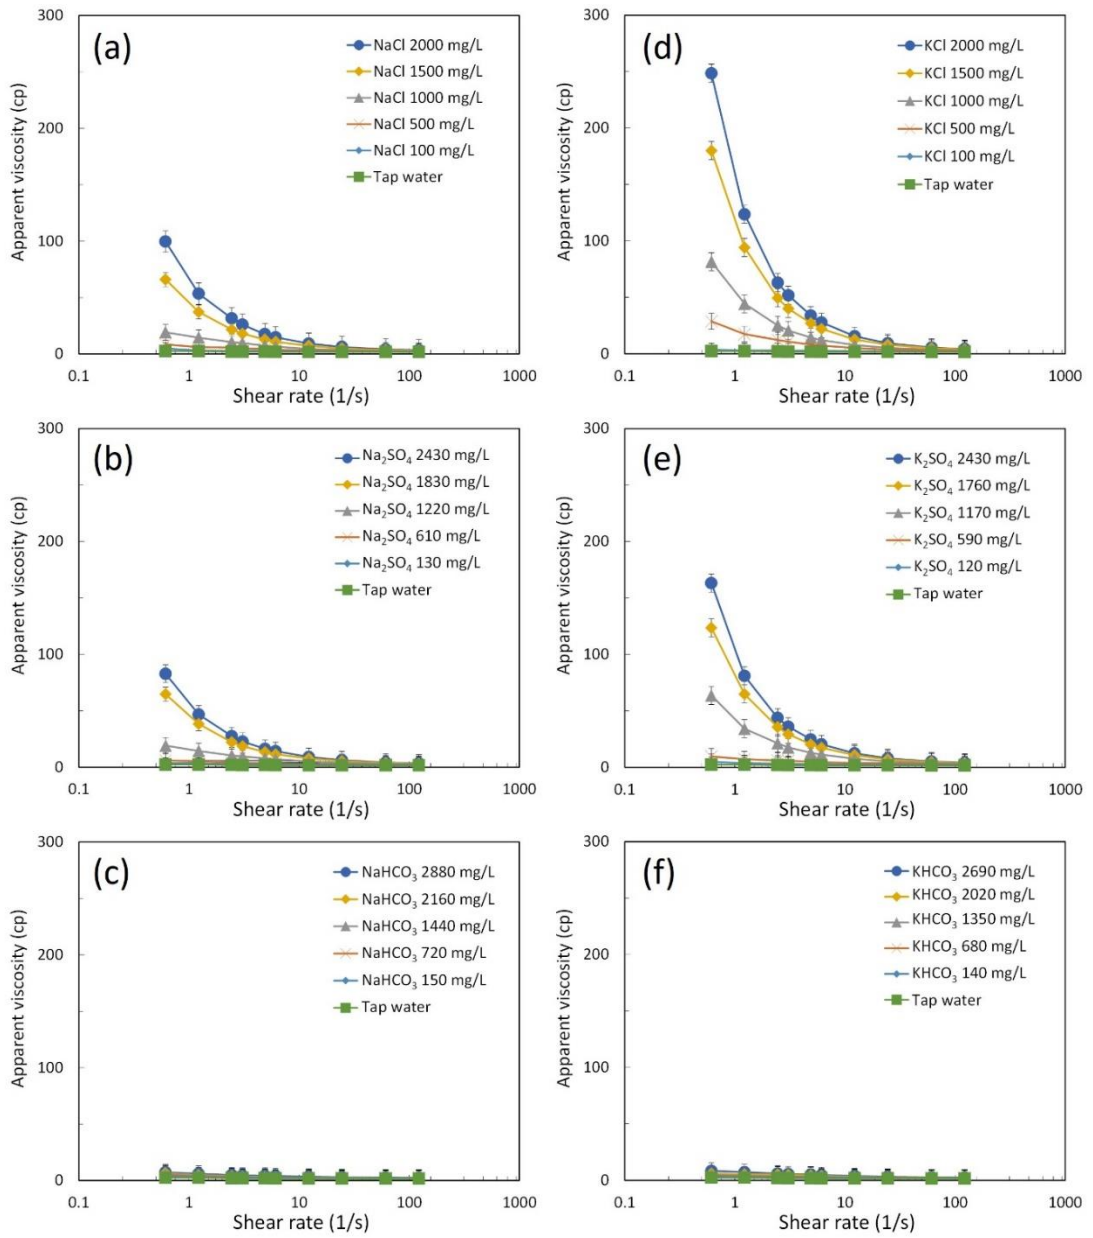 (a)
300
200
100
0
0.1 1 10 100 1000
Apparent viscosity (cp)
Shear rate (1/s)
NaCl 2000 mg/L
NaCl 1500 mg/L
NaCl 1000 mg/L
NaCl 500 mg/L
NaCl 100 mg/L
Tap water
(d)
300
200
100
0
0.1 1 10 100 1000
Apparent viscosity (cp)
Shear rate (1/s)
KCl 2000 mg/L
KCl 1500 mg/L
KCl 1000 mg/L
KCl 500 mg/L
KCl 100 mg/L
Tap water
(b)
300
200
100
0
0.1 1 10 100 1000
Apparent viscosity (cp)
Shear rate (1/s)
Na₂SO₄ 2430 mg/L
Na₂SO₄ 1830 mg/L
Na₂SO₄ 1220 mg/L
Na₂SO₄ 610 mg/L
Na₂SO₄ 130 mg/L
Tap water
(e)
300
200
100
0
0.1 1 10 100 1000
Apparent viscosity (cp)
Shear rate (1/s)
K₂SO₄ 2430 mg/L
K₂SO₄ 1760 mg/L
K₂SO₄ 1170 mg/L
K₂SO₄ 590 mg/L
K₂SO₄ 120 mg/L
Tap water
(c)
300
200
100
0
0.1 1 10 100 1000
Apparent viscosity (cp)
Shear rate (1/s)
NaHCO₃ 2880 mg/L
NaHCO₃ 2160 mg/L
NaHCO₃ 1440 mg/L
NaHCO₃ 720 mg/L
NaHCO₃ 150 mg/L
Tap water
(f)
300
200
100
0
0.1 1 10 100 1000
Apparent viscosity (cp)
Shear rate (1/s)
KHCO₃ 2690 mg/L
KHCO₃ 2020 mg/L
KHCO₃ 1350 mg/L
KHCO₃ 680 mg/L
KHCO₃ 140 mg/L
Tap water